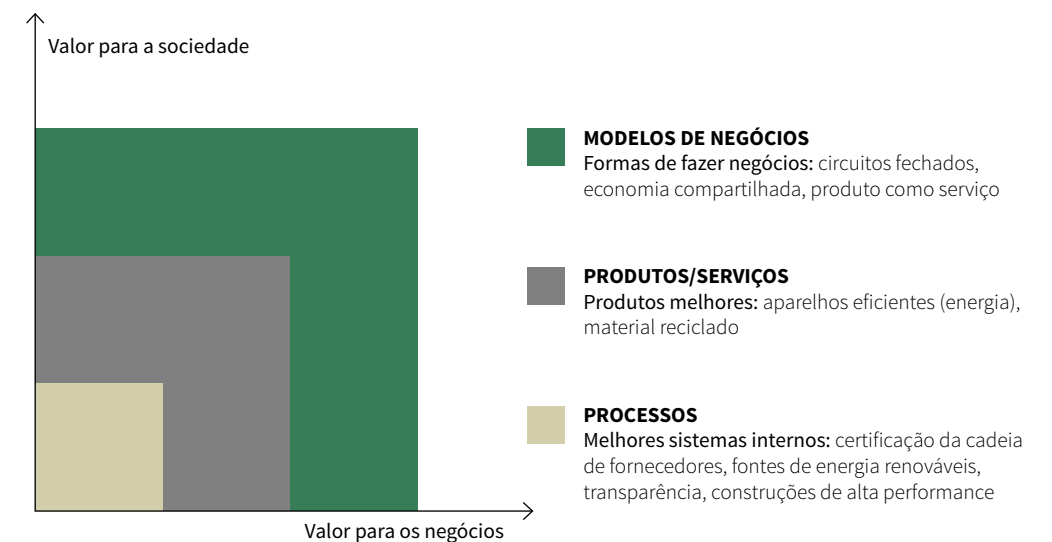 Valor para a sociedade
MODELOS DE NEGÓCIOS
Formas de fazer negócios: circuitos fechados,
economia compartilhada, produto como serviço
PRODUTOS/SERVIÇOS
Produtos melhores: aparelhos eficientes (energia),
material reciclado
PROCESSOS
Melhores sistemas internos: certificação da cadeia
de fornecedores, fontes de energia renováveis,
transparência, construções de alta performance
Valor para os negócios